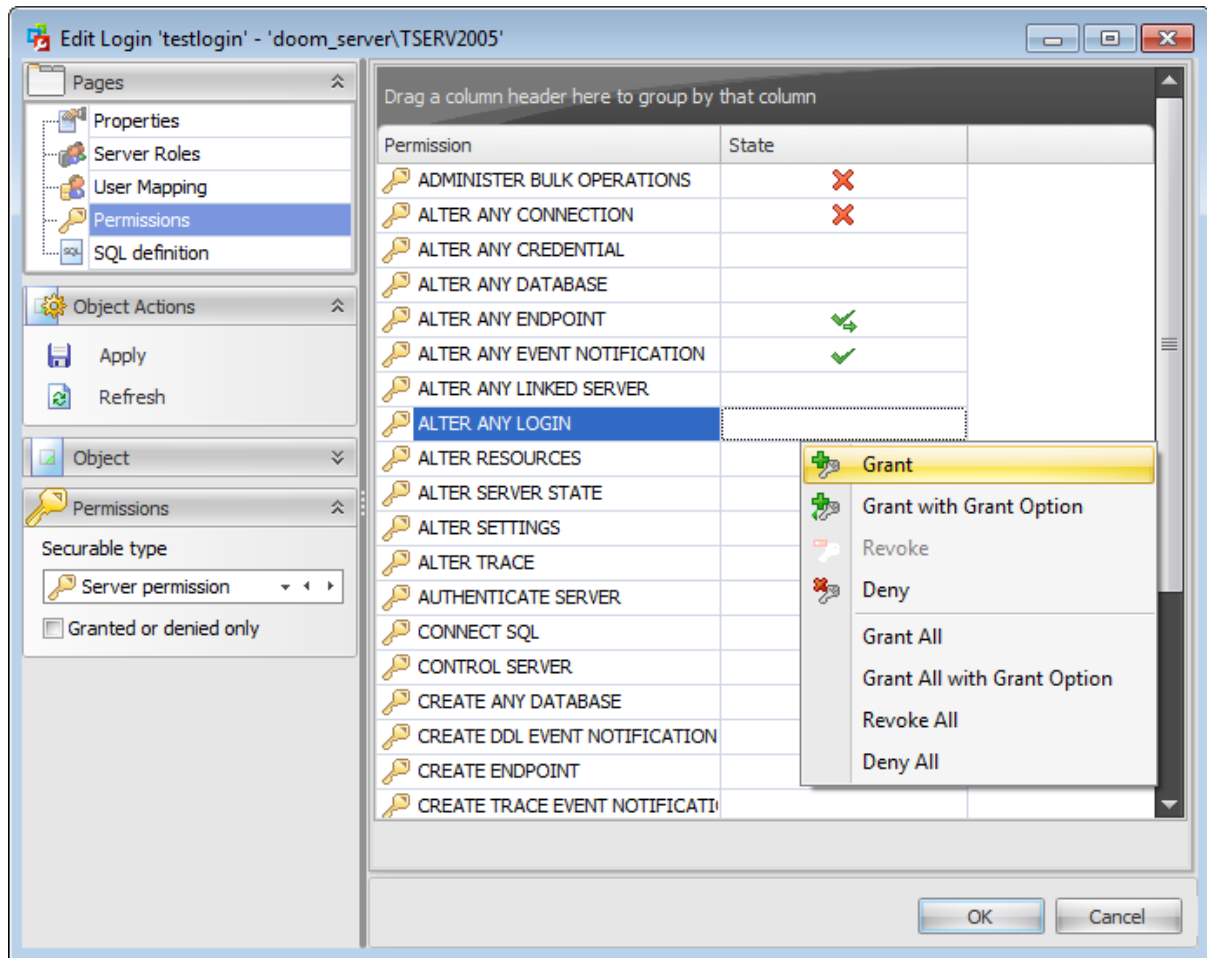 Edit Login 'testlogin' - 'doom_server\TSERV2005'
Pages
Properties
Server Roles
User Mapping
Permissions
SQL definition
Object Actions
Apply
Refresh
Object
Permissions
Securable type
Server permission
Granted or denied only
Drag a column header here to group by that column
Permission State
ADMINISTER BULK OPERATIONS
ALTER ANY CONNECTION
ALTER ANY CREDENTIAL
ALTER ANY DATABASE
ALTER ANY ENDPOINT
ALTER ANY EVENT NOTIFICATION
ALTER ANY LINKED SERVER
ALTER ANY LOGIN
ALTER RESOURCES
ALTER SERVER STATE
ALTER SETTINGS
ALTER TRACE
AUTHENTICATE SERVER
CONNECT SQL
CONTROL SERVER
CREATE ANY DATABASE
CREATE DDL EVENT NOTIFICATION
CREATE ENDPOINT
CREATE TRACE EVENT NOTIFICATI
Grant
Grant with Grant Option
Revoke
Deny
Grant All
Grant All with Grant Option
Revoke All
Deny All
OK Cancel